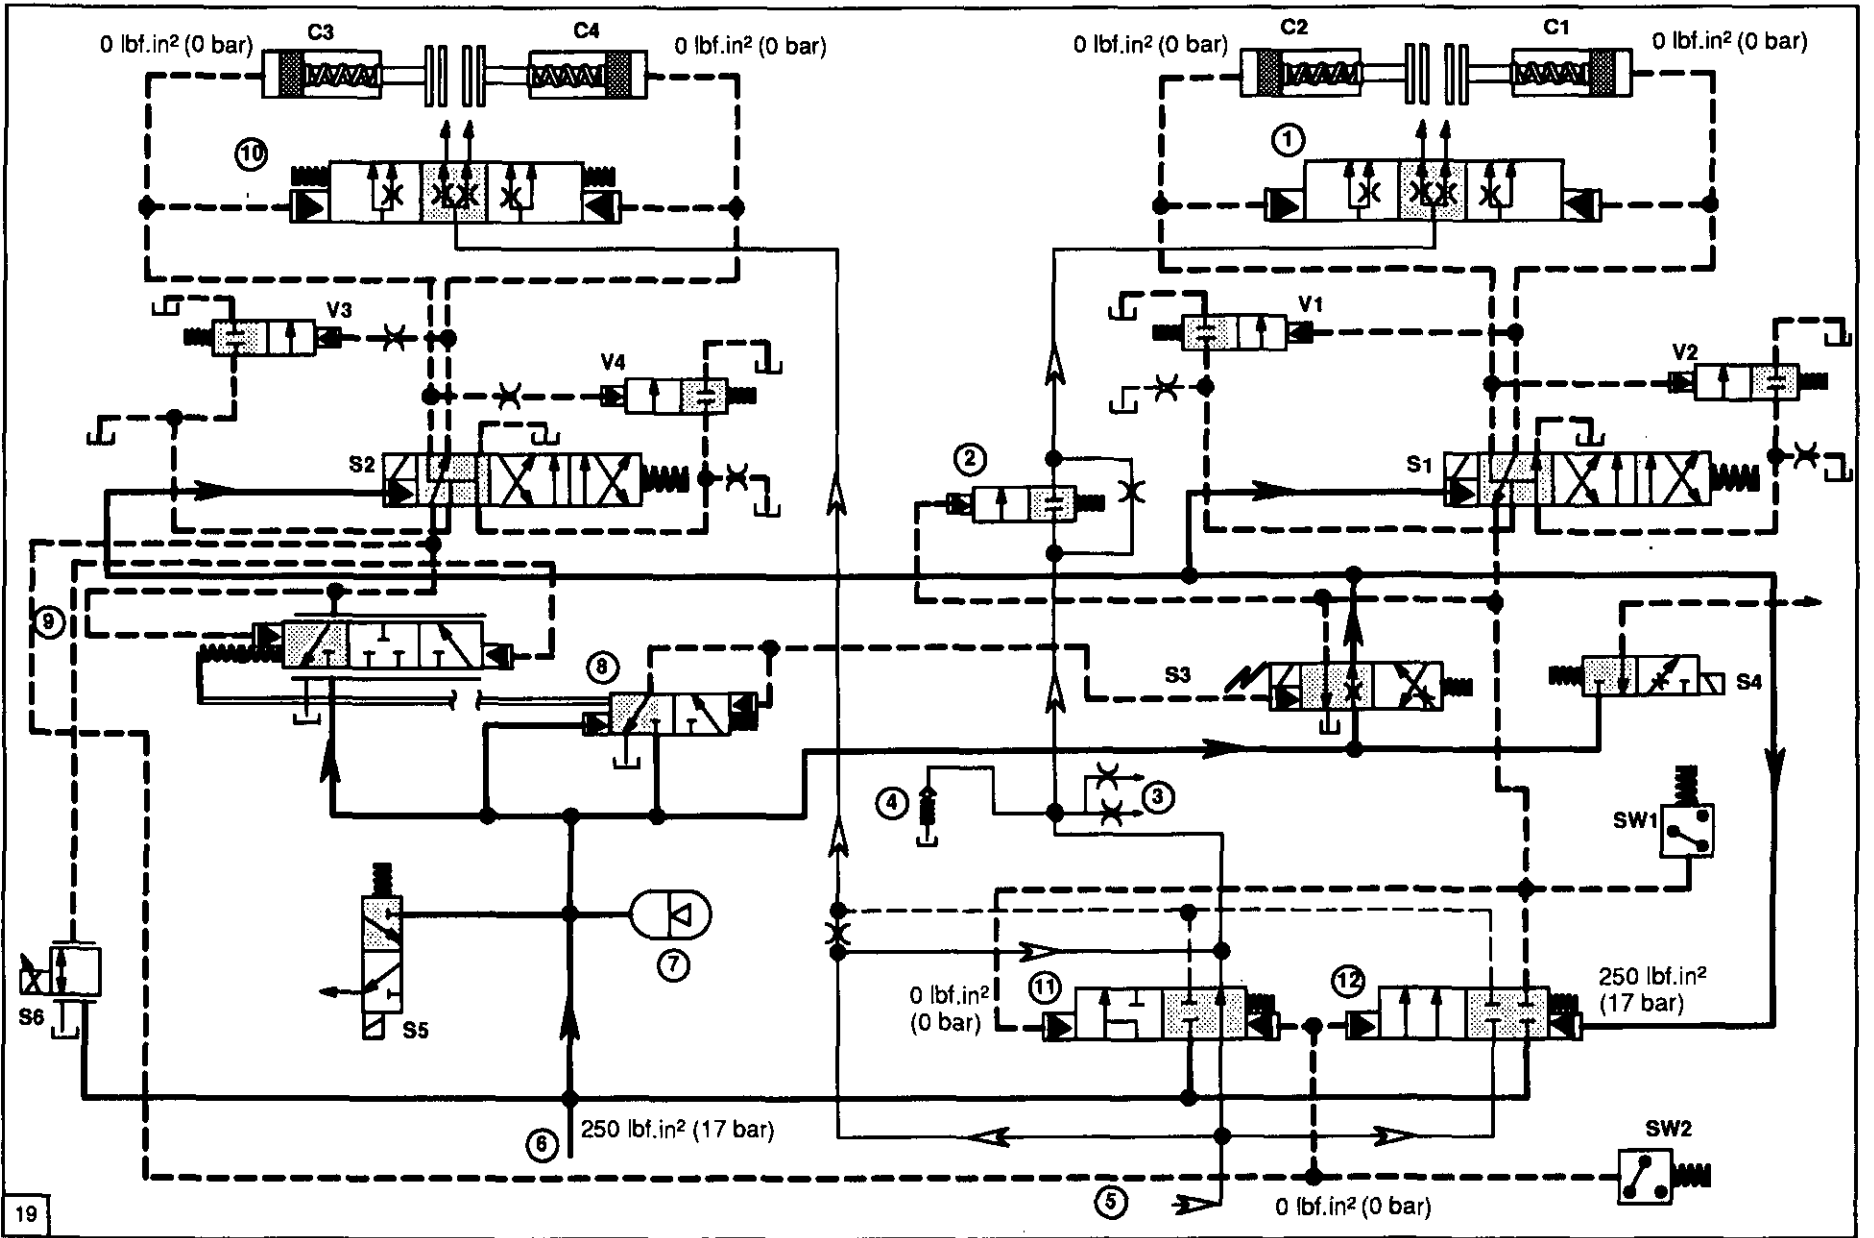 C3
C4
C2
C1
0 lbf.in² (0 bar)
0 lbf.in² (0 bar)
0 lbf.in² (0 bar)
0 lbf.in² (0 bar)
10
1
V3
V1
V4
V2
S2
2
S1
9
8
S3
S4
4
3
SW1
7
S6
S5
0 lbf.in²
(0 bar)
11
12
250 lbf.in²
(17 bar)
6
250 lbf.in² (17 bar)
SW2
5
0 lbf.in² (0 bar)
19